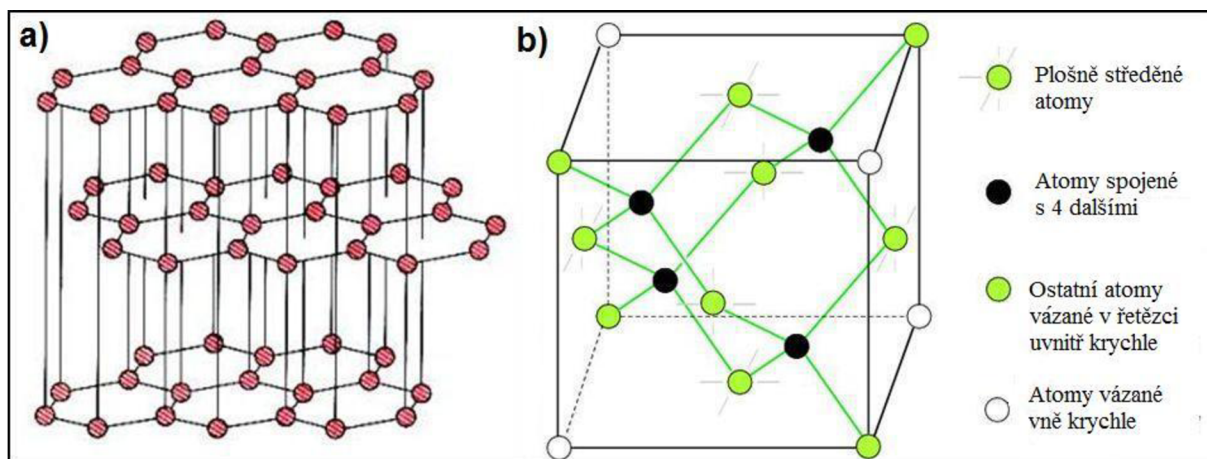 a)
b)
Plošně středěné
atomy
Atomy spojené
s 4 dalšími
Ostatní atomy
vázané v řetězci
uvnitř krychle
Atomy vázané
vně krychle